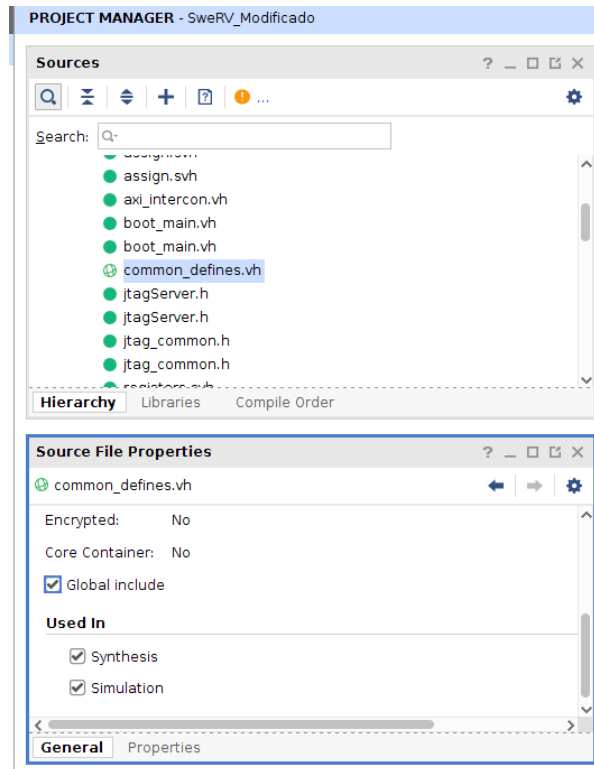 PROJECT MANAGER - SweRV_Modificado
Sources
? _
...
Search: Q-
assign.svh
axi_intercon.vh
boot_main.vh
boot_main.vh
common_defines.vh
jtagServer.h
jtagServer.h
jtag_common.h
jtag_common.h
Hierarchy Libraries Compile Order
Source File Properties
? _
common_defines.vh
Encrypted: No
Core Container: No
Global include
Used In
Synthesis
Simulation
General Properties